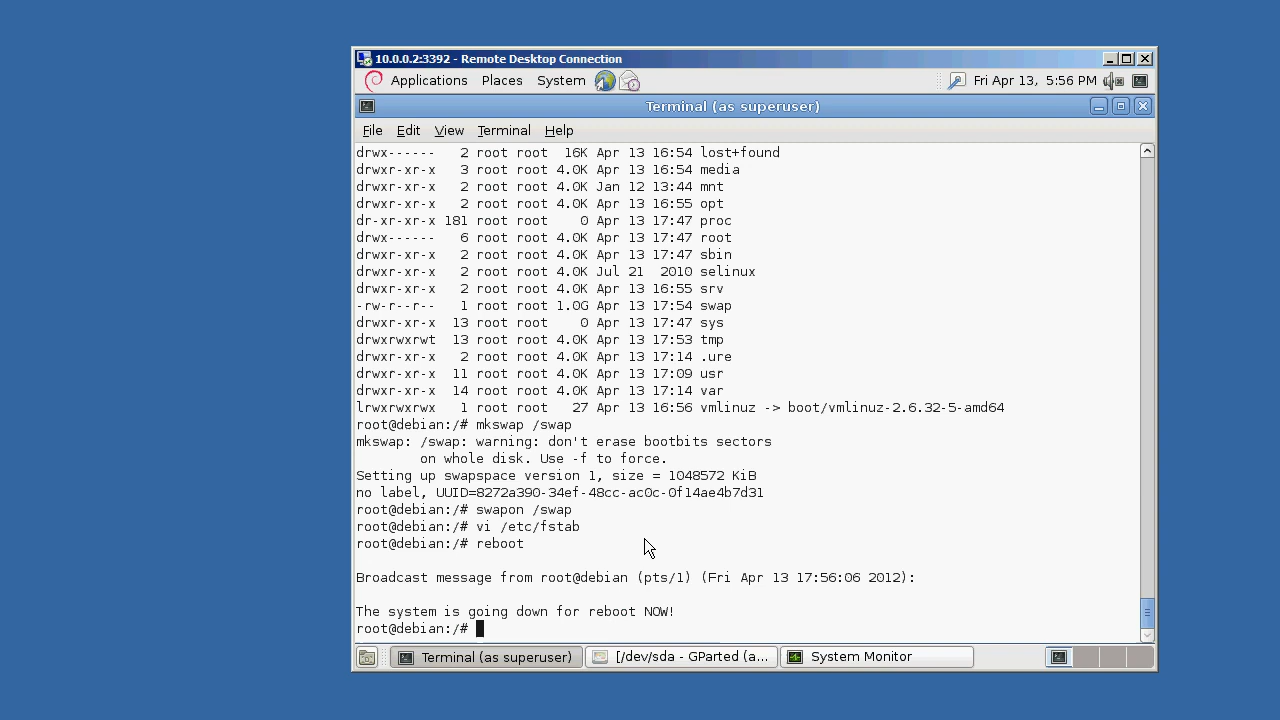 10.0.0.2:3392 - Remote Desktop Connection
Applications Places System Fri Apr 13, 5:56 PM
Terminal (as superuser)
File Edit View Terminal Help
drwx------   2 root root  16K Apr 13 16:54 lost+found
drwxr-xr-x   3 root root 4.0K Apr 13 16:54 media
drwxr-xr-x   2 root root 4.0K Jan 12 13:44 mnt
drwxr-xr-x   2 root root 4.0K Apr 13 16:55 opt
dr-xr-xr-x 181 root root    0 Apr 13 17:47 proc
drwx------   6 root root 4.0K Apr 13 17:47 root
drwxr-xr-x   2 root root 4.0K Apr 13 17:47 sbin
drwxr-xr-x   2 root root 4.0K Jul 21  2010 selinux
drwxr-xr-x   2 root root 4.0K Apr 13 16:55 srv
-rw-r--r--   1 root root 1.0G Apr 13 17:54 swap
drwxr-xr-x  13 root root    0 Apr 13 17:47 sys
drwxrwxrwt  13 root root 4.0K Apr 13 17:53 tmp
drwxr-xr-x   2 root root 4.0K Apr 13 17:14 .ure
drwxr-xr-x  11 root root 4.0K Apr 13 17:09 usr
drwxr-xr-x  14 root root 4.0K Apr 13 17:14 var
lrwxrwxrwx   1 root root   27 Apr 13 16:56 vmlinuz -> boot/vmlinuz-2.6.32-5-amd64
root@debian:/# mkswap /swap
mkswap: /swap: warning: don't erase bootbits sectors
        on whole disk. Use -f to force.
Setting up swapspace version 1, size = 1048572 KiB
no label, UUID=8272a390-34ef-48cc-ac0c-0f14ae4b7d31
root@debian:/# swapon /swap
root@debian:/# vi /etc/fstab
root@debian:/# reboot
Broadcast message from root@debian (pts/1) (Fri Apr 13 17:56:06 2012):
The system is going down for reboot NOW!
root@debian:/#
Terminal (as superuser) [/dev/sda - GParted (a... System Monitor